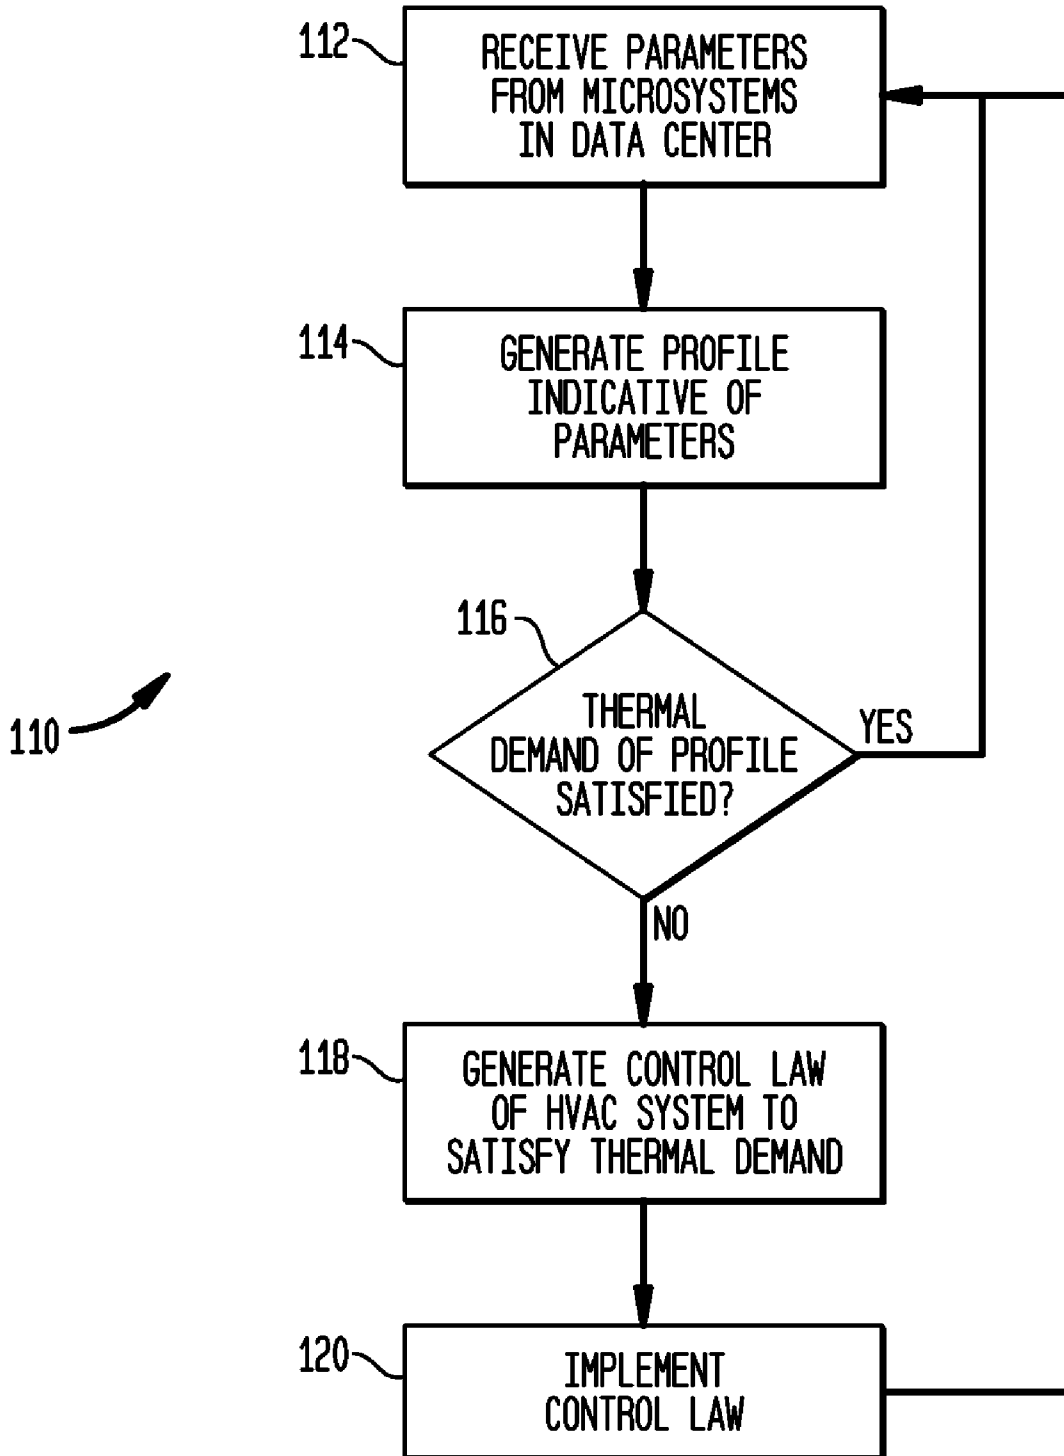 112
RECEIVE PARAMETERS
FROM MICROSYSTEMS
IN DATA CENTER
114
GENERATE PROFILE
INDICATIVE OF
PARAMETERS
116
THERMAL
DEMAND OF PROFILE
SATISFIED?
YES
110
NO
118
GENERATE CONTROL LAW
OF HVAC SYSTEM TO
SATISFY THERMAL DEMAND
120
IMPLEMENT
CONTROL LAW